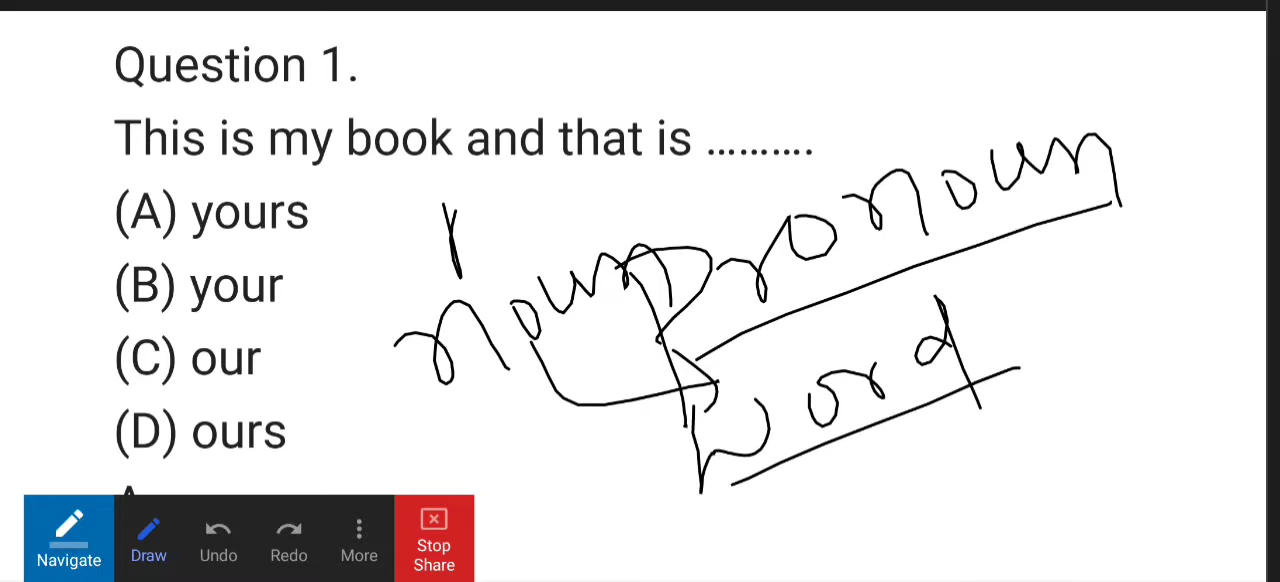 Question 1.
This is my book and that is ..........
(A) yours
(B) your
(C) our
(D) ours
noun
pronoun
word
Navigate
Draw
Undo
Redo
More
Stop
Share